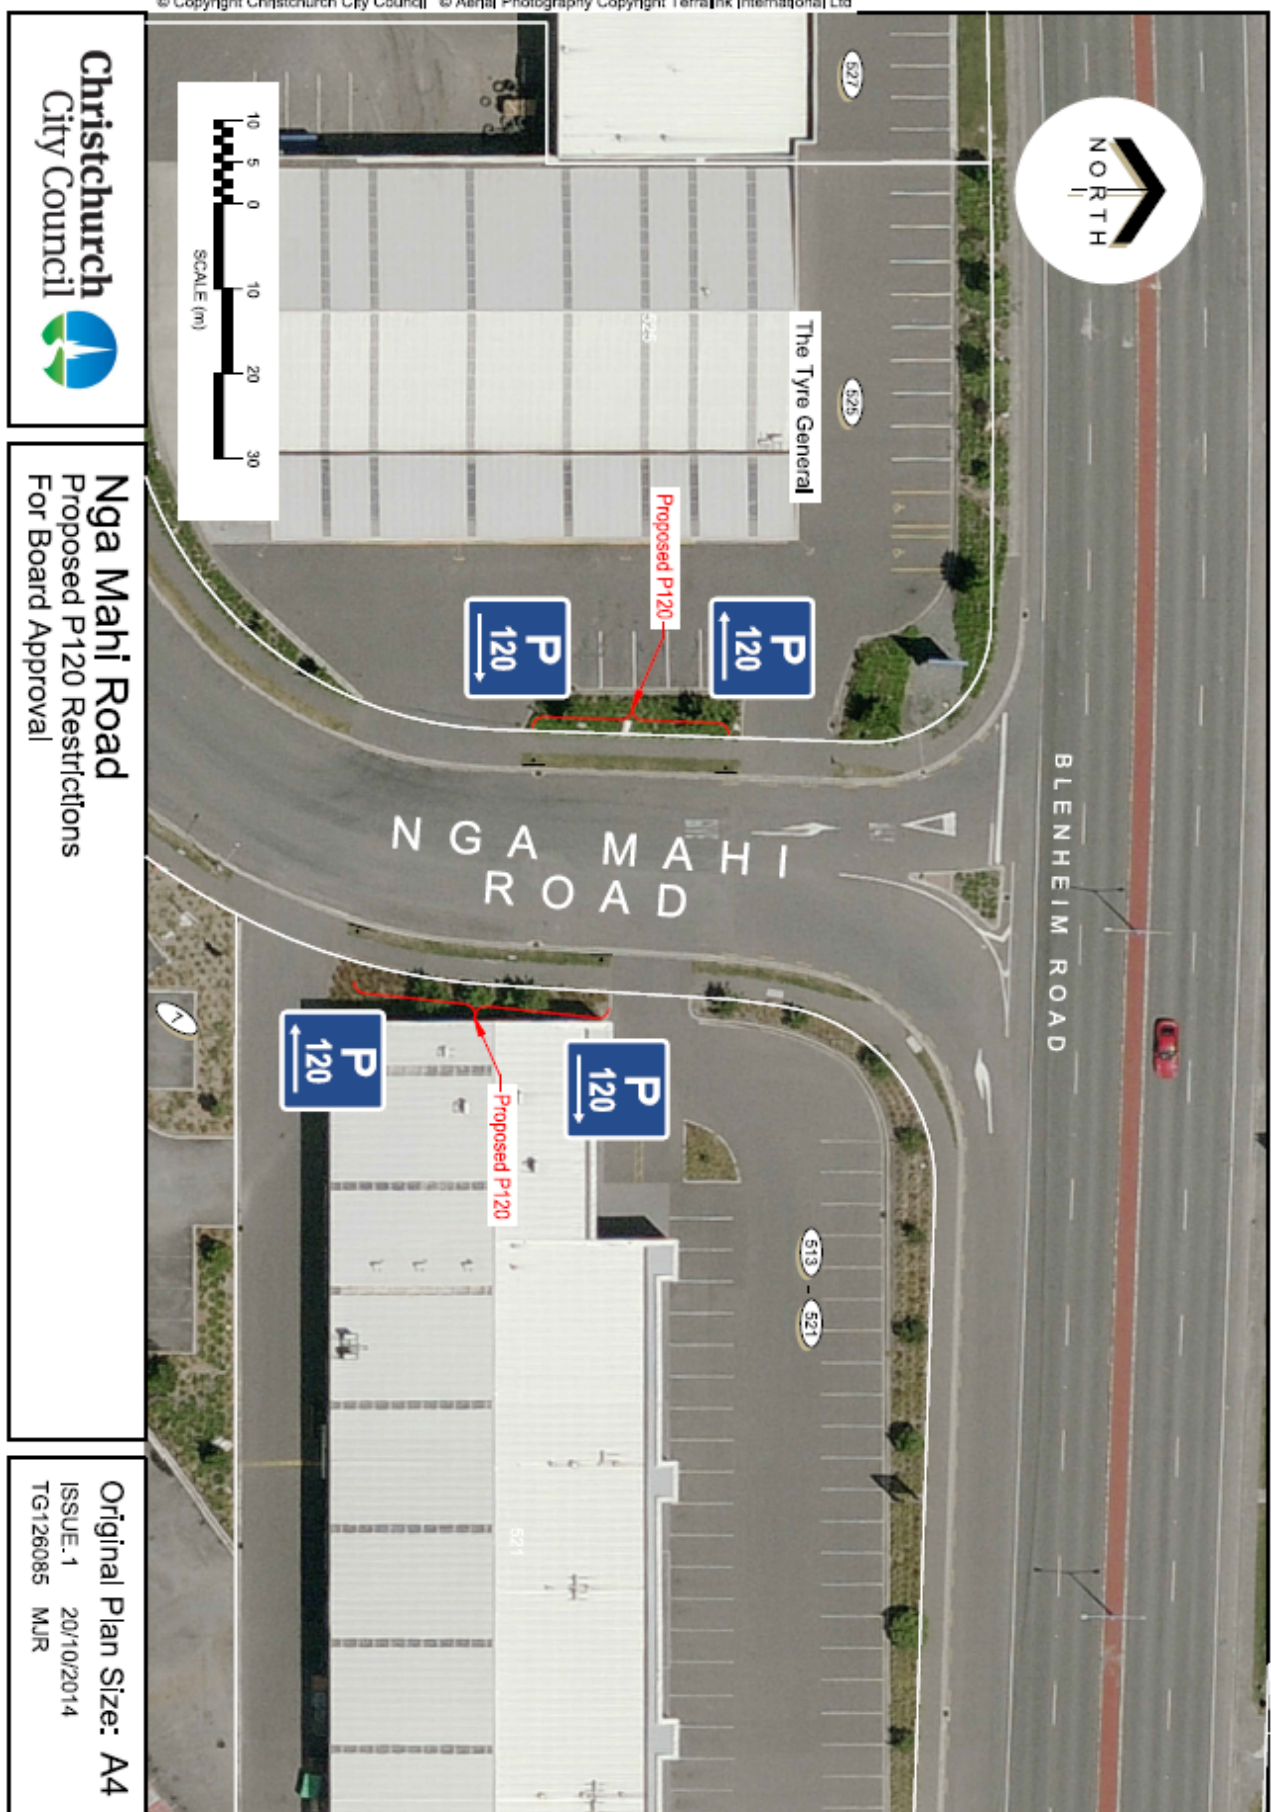 © Copyright Christchurch City Council © Aerial Photography Copyright Terralink International Ltd
527
NORTH
10 5 0 10 20 30
SCALE (m)
525
The Tyre General
525
Proposed P120
P
120
P
120
BLENHEIM ROAD
NGA MAHI
ROAD
7
P
120
P
120
Proposed P120
513 - 521
521
Christchurch
City Council
Nga Mahi Road
Proposed P120 Restrictions
For Board Approval
Original Plan Size: A4
ISSUE.1 20/10/2014
TG126085 MJR